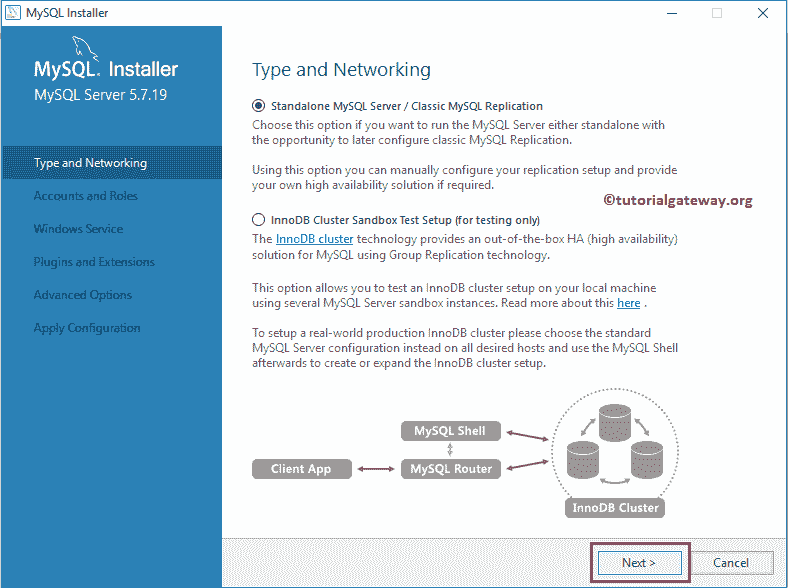 MySQL Installer
MySQL. Installer
MySQL Server 5.7.19
Type and Networking
Accounts and Roles
Windows Service
Plugins and Extensions
Advanced Options
Apply Configuration
Type and Networking
Standalone MySQL Server / Classic MySQL Replication
Choose this option if you want to run the MySQL Server either standalone with
the opportunity to later configure classic MySQL Replication.
Using this option you can manually configure your replication setup and provide
your own high availability solution if required.
©tutorialgateway.org
InnoDB Cluster Sandbox Test Setup (for testing only)
The InnoDB cluster technology provides an out-of-the-box HA (high availability)
solution for MySQL using Group Replication technology.
This option allows you to test an InnoDB cluster setup on your local machine
using several MySQL Server sandbox instances. Read more about this here .
To setup a real-world production InnoDB cluster please choose the standard
MySQL Server configuration instead on all desired hosts and use the MySQL Shell
afterwards to create or expand the InnoDB cluster setup.
MySQL Shell
Client App
MySQL Router
InnoDB Cluster
Next >
Cancel